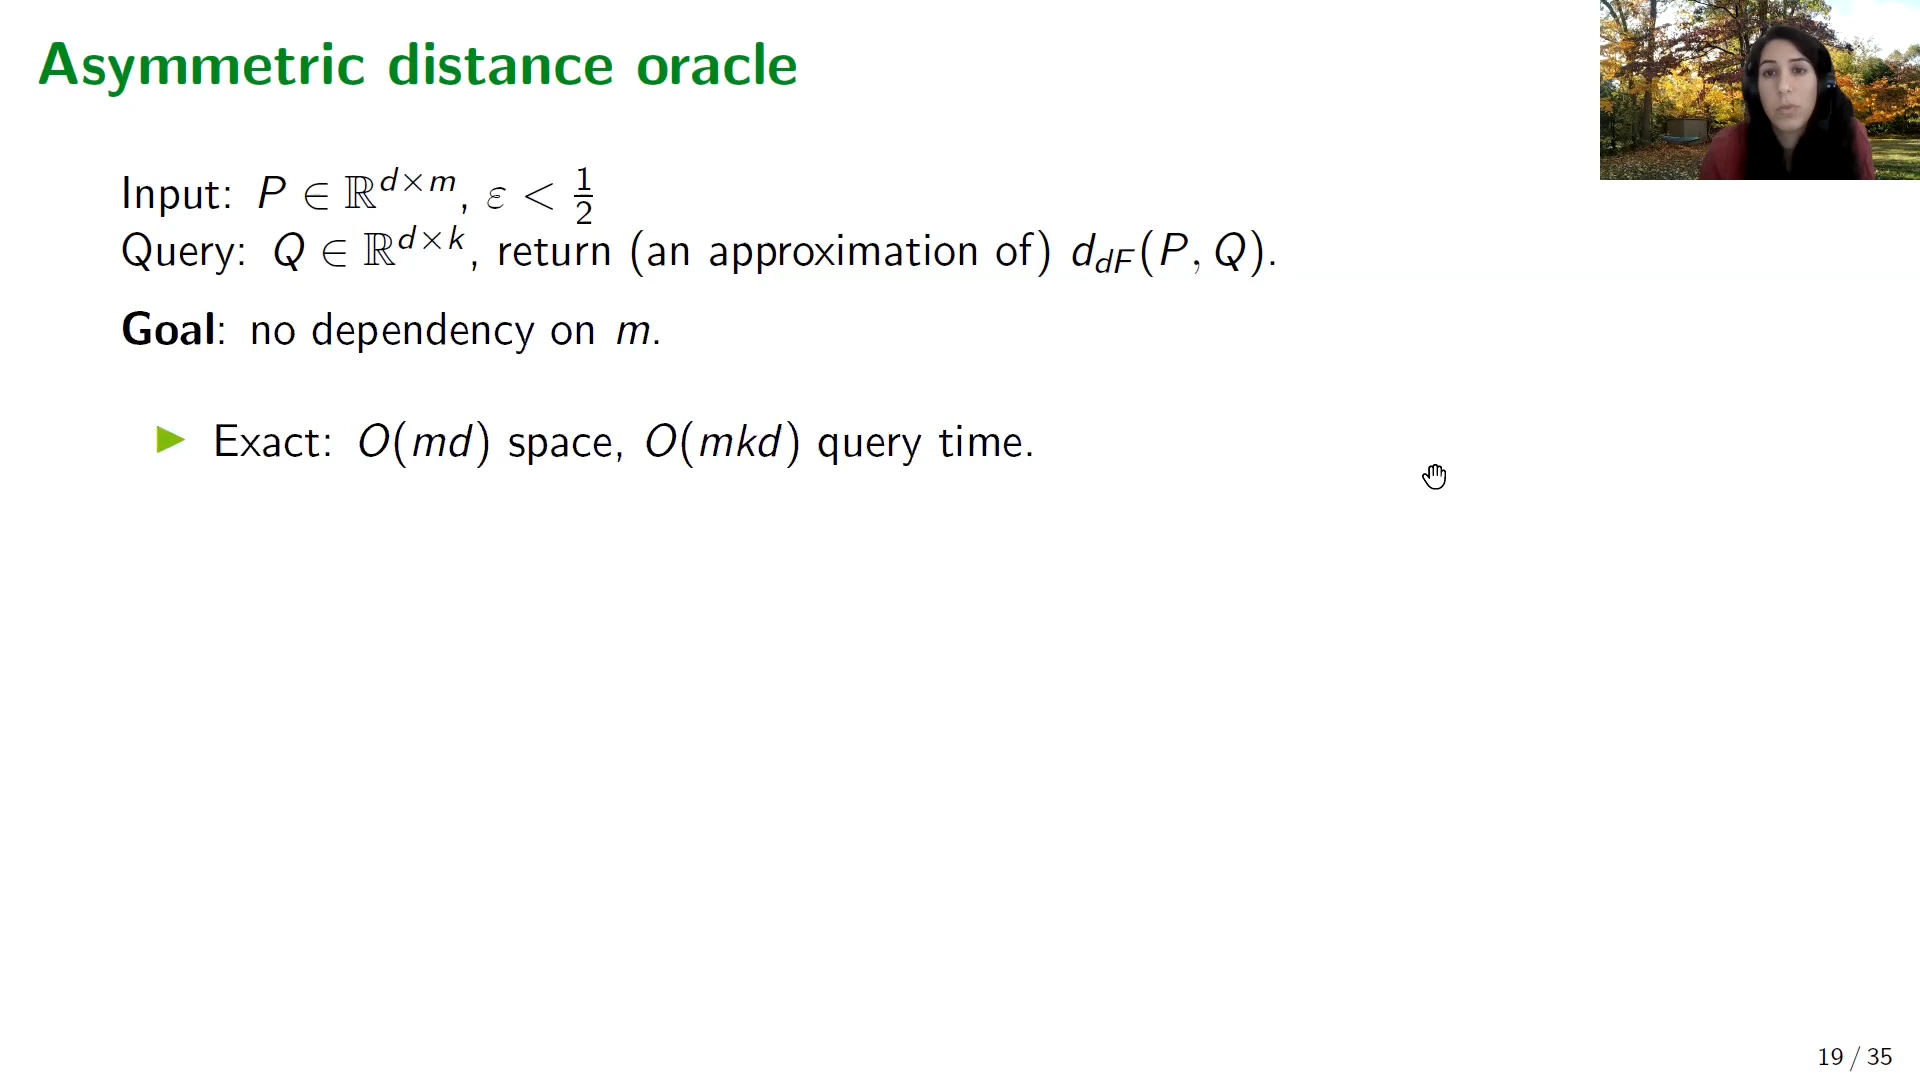 Asymmetric distance oracle
Input: P ∈ ℝ^{d×m}, ε < 1/2
Query: Q ∈ ℝ^{d×k}, return (an approximation of) d_{dF}(P, Q).
Goal: no dependency on m.
▶ Exact: O(md) space, O(mkd) query time.
19 / 35